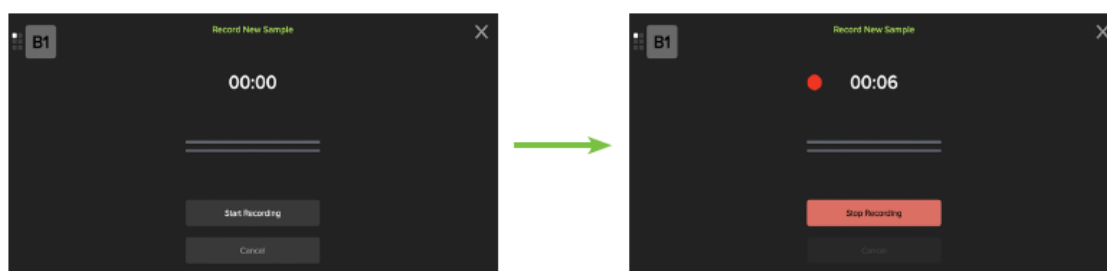 B1
Record New Sample
00:00
Start Recording
Cancel
B1
Record New Sample
00:06
Stop Recording
Cancel